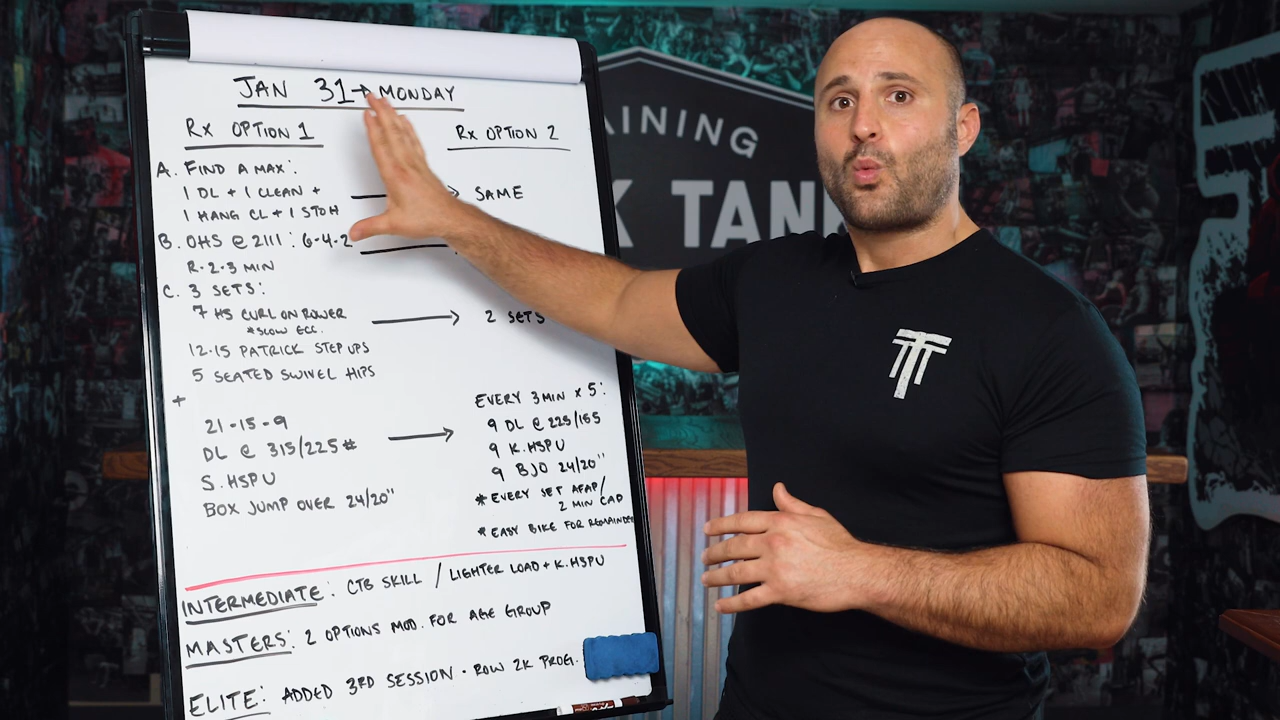 JAN 31 → MONDAY
RX OPTION 1
A. FIND A MAX:
1 DL + 1 CLEAN +
1 HANG CL + 1 STOH
B. OHS @ 2111: 6-4-2
R. 2-3 MIN
C. 3 SETS:
7 HS CURL ON ROWER
*SLOW ECC.
12-15 PATRICK STEP UPS
5 SEATED SWIVEL HIPS
+
21-15-9
DL @ 315/225#
S. HSPU
BOX JUMP OVER 24/20"
RX OPTION 2
→ SAME
→ 2 SETS
→ EVERY 3 MIN x 5:
9 DL @ 225/155
9 K. HSPU
9 BJO 24/20"
* EVERY SET AFAP/
2 MIN CAP
* EASY BIKE FOR REMAINDER
INTERMEDIATE: CTB SKILL / LIGHTER LOAD + K.HSPU
MASTERS: 2 OPTIONS MOD. FOR AGE GROUP
ELITE: ADDED 3RD SESSION - ROW 2K PROG.
AINING
K TAN
TTT